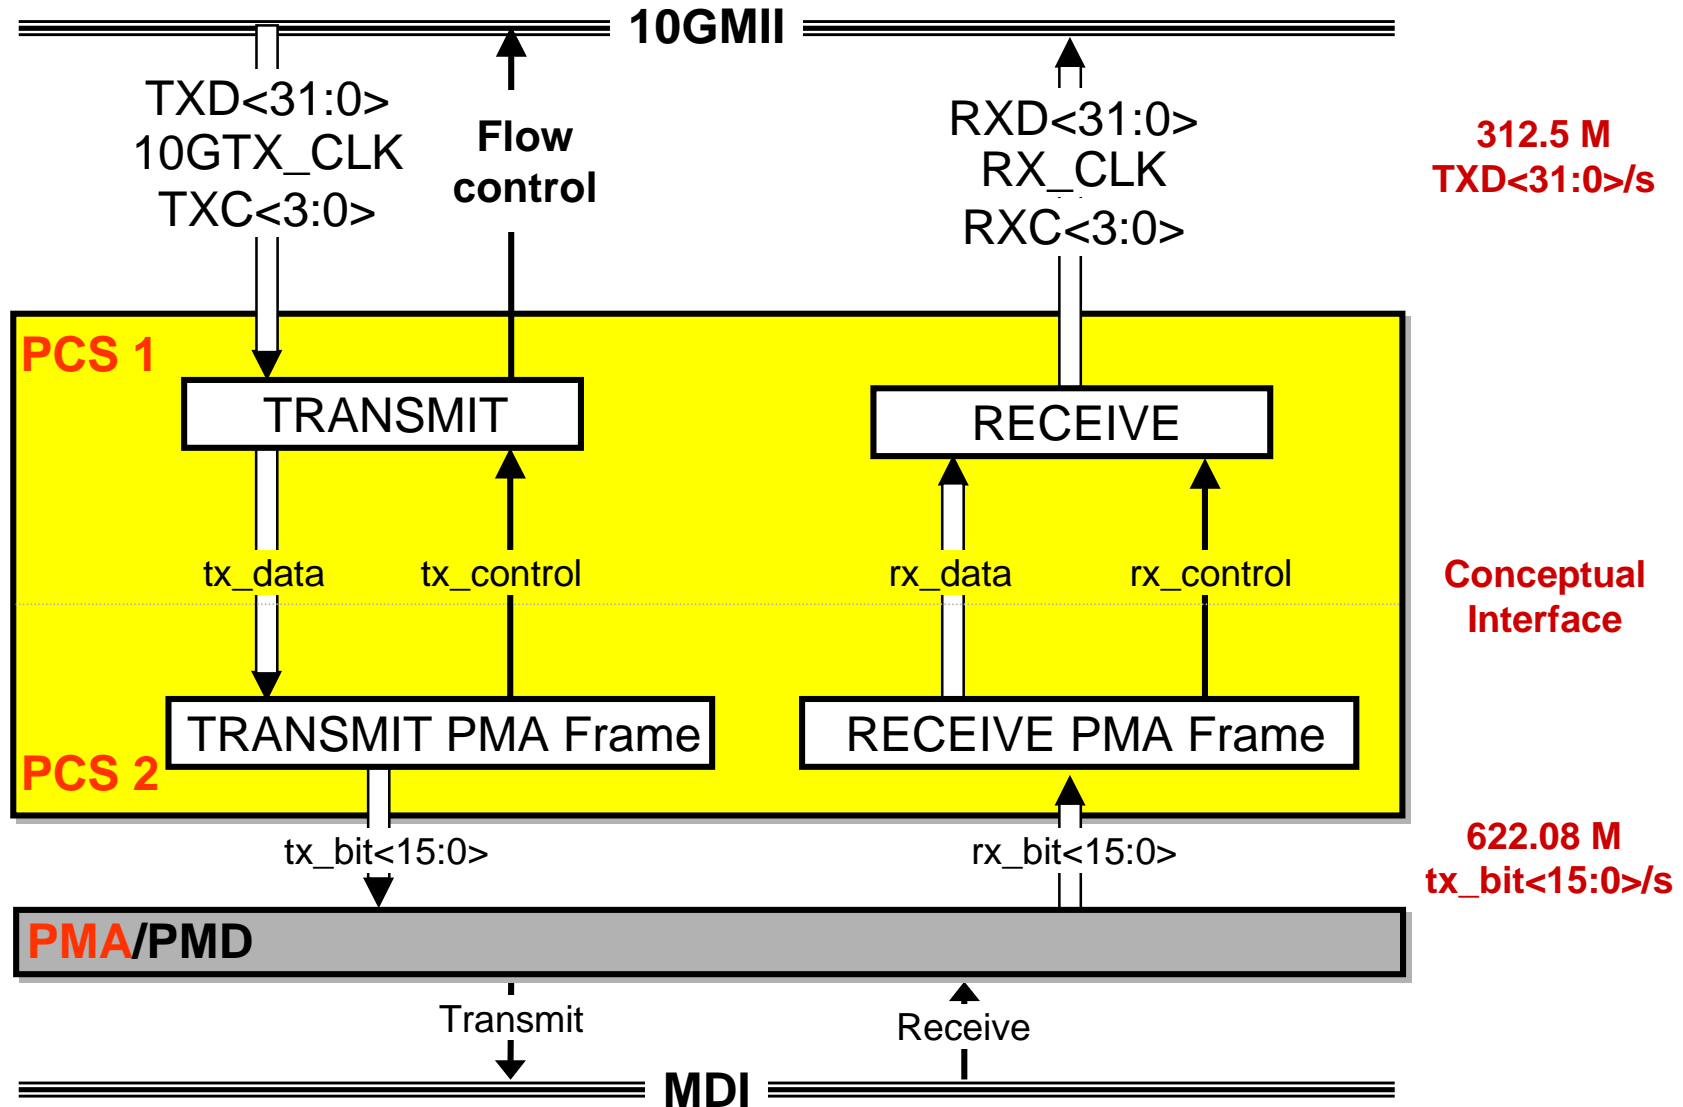 10GMII
TXD<31:0>
10GTX_CLK
TXC<3:0>
Flow
control
RXD<31:0>
RX_CLK
RXC<3:0>
312.5 M
TXD<31:0>/s
PCS 1
TRANSMIT
RECEIVE
tx_data
tx_control
rx_data
rx_control
Conceptual
Interface
TRANSMIT PMA Frame
RECEIVE PMA Frame
PCS 2
tx_bit<15:0>
rx_bit<15:0>
622.08 M
tx_bit<15:0>/s
PMA/PMD
Transmit
Receive
MDI